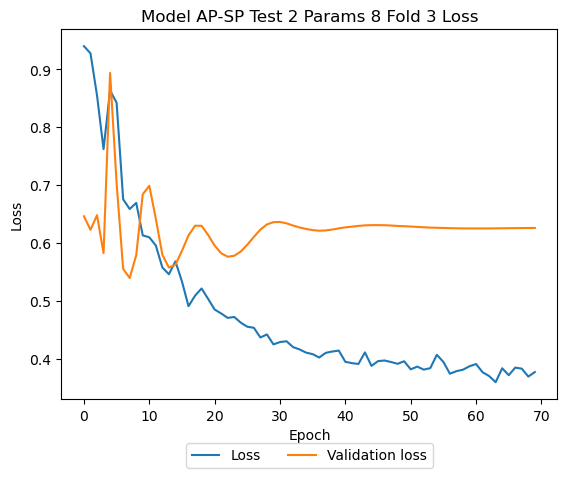 Model AP-SP Test 2 Params 8 Fold 3 Loss
Loss
0.9
0.8
0.7
0.6
0.5
0.4
0 10 20 30 40 50 60 70
Epoch
Loss Validation loss